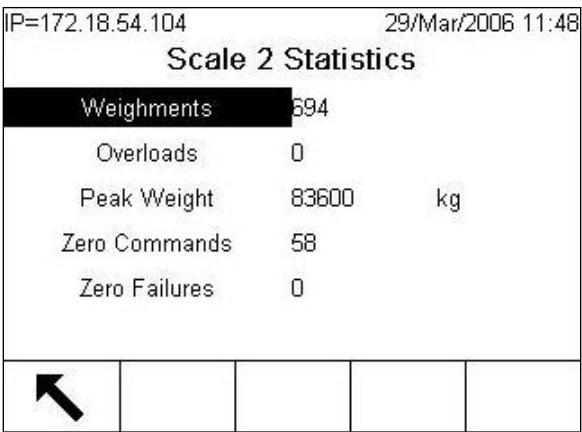 IP=172.18.54.104 29/Mar/2006 11:48
Scale 2 Statistics
Weighments 694
Overloads 0
Peak Weight 83600 kg
Zero Commands 58
Zero Failures 0